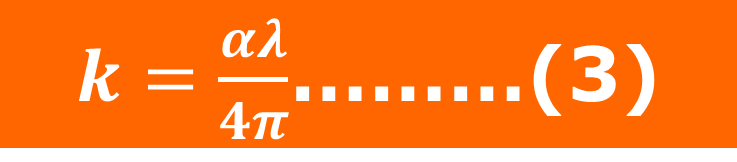 𝒌 = 𝜶𝝀/𝟒𝝅.........(3)